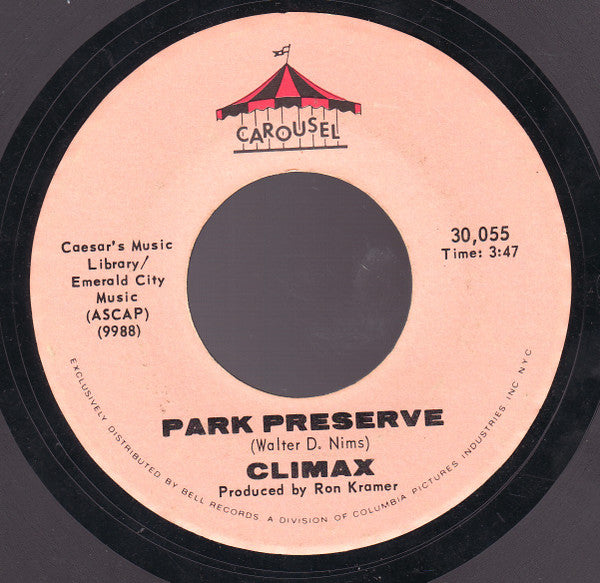 CAROUSEL
Caesar's Music
Library/
Emerald City
Music
(ASCAP)
(9988)
30,055
Time: 3:47
PARK PRESERVE
(Walter D. Nims)
CLIMAX
Produced by Ron Kramer
EXCLUSIVELY DISTRIBUTED BY BELL RECORDS A DIVISION OF COLUMBIA PICTURES INDUSTRIES INC NYC